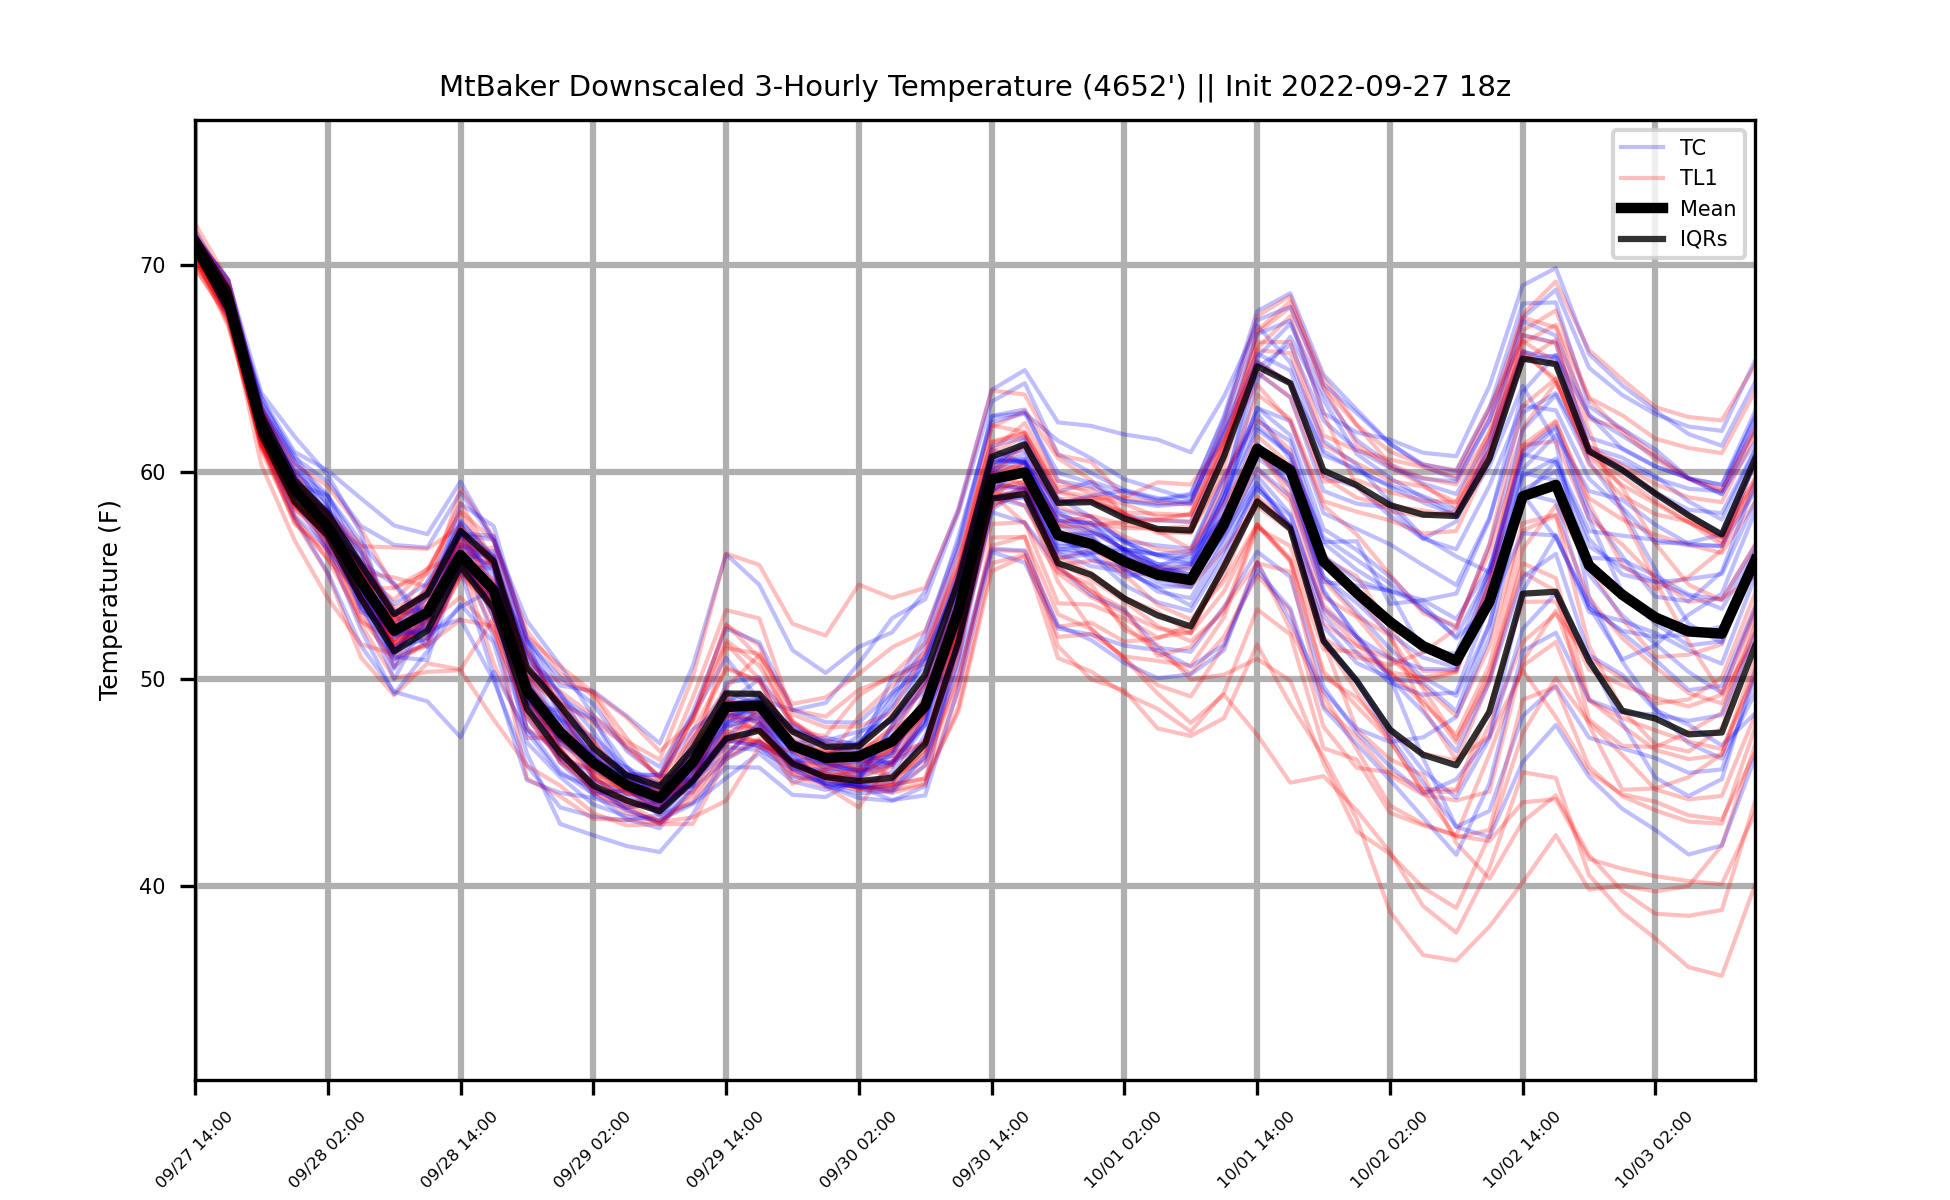 MtBaker Downscaled 3-Hourly Temperature (4652') || Init 2022-09-27 18z
TC
TL1
Mean
IQRs
Temperature (F)
70
60
50
40
09/27 14:00
09/28 02:00
09/28 14:00
09/29 02:00
09/29 14:00
09/30 02:00
09/30 14:00
10/01 02:00
10/01 14:00
10/02 02:00
10/02 14:00
10/03 02:00